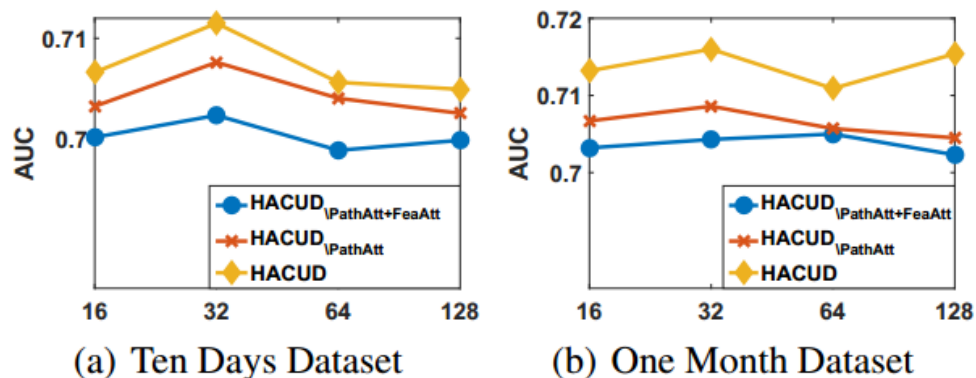 0.71
0.7
AUC
HACUD\PathAtt+FeaAtt
HACUD\PathAtt
HACUD
16 32 64 128
(a) Ten Days Dataset
0.72
0.71
0.7
AUC
HACUD\PathAtt+FeaAtt
HACUD\PathAtt
HACUD
16 32 64 128
(b) One Month Dataset